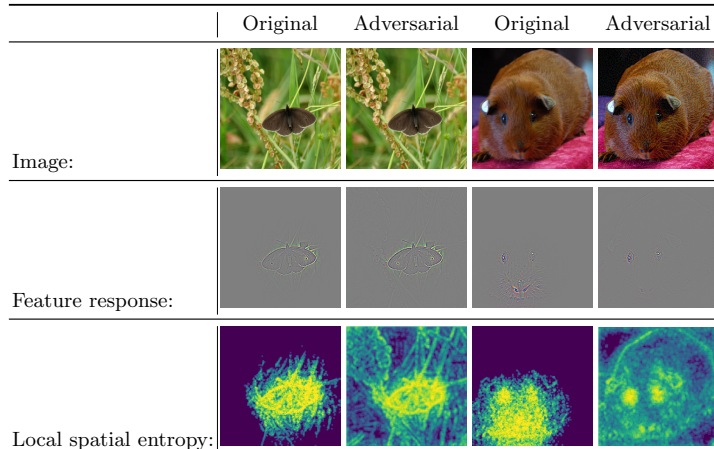 Original Adversarial Original Adversarial
Image:
Feature response:
Local spatial entropy: